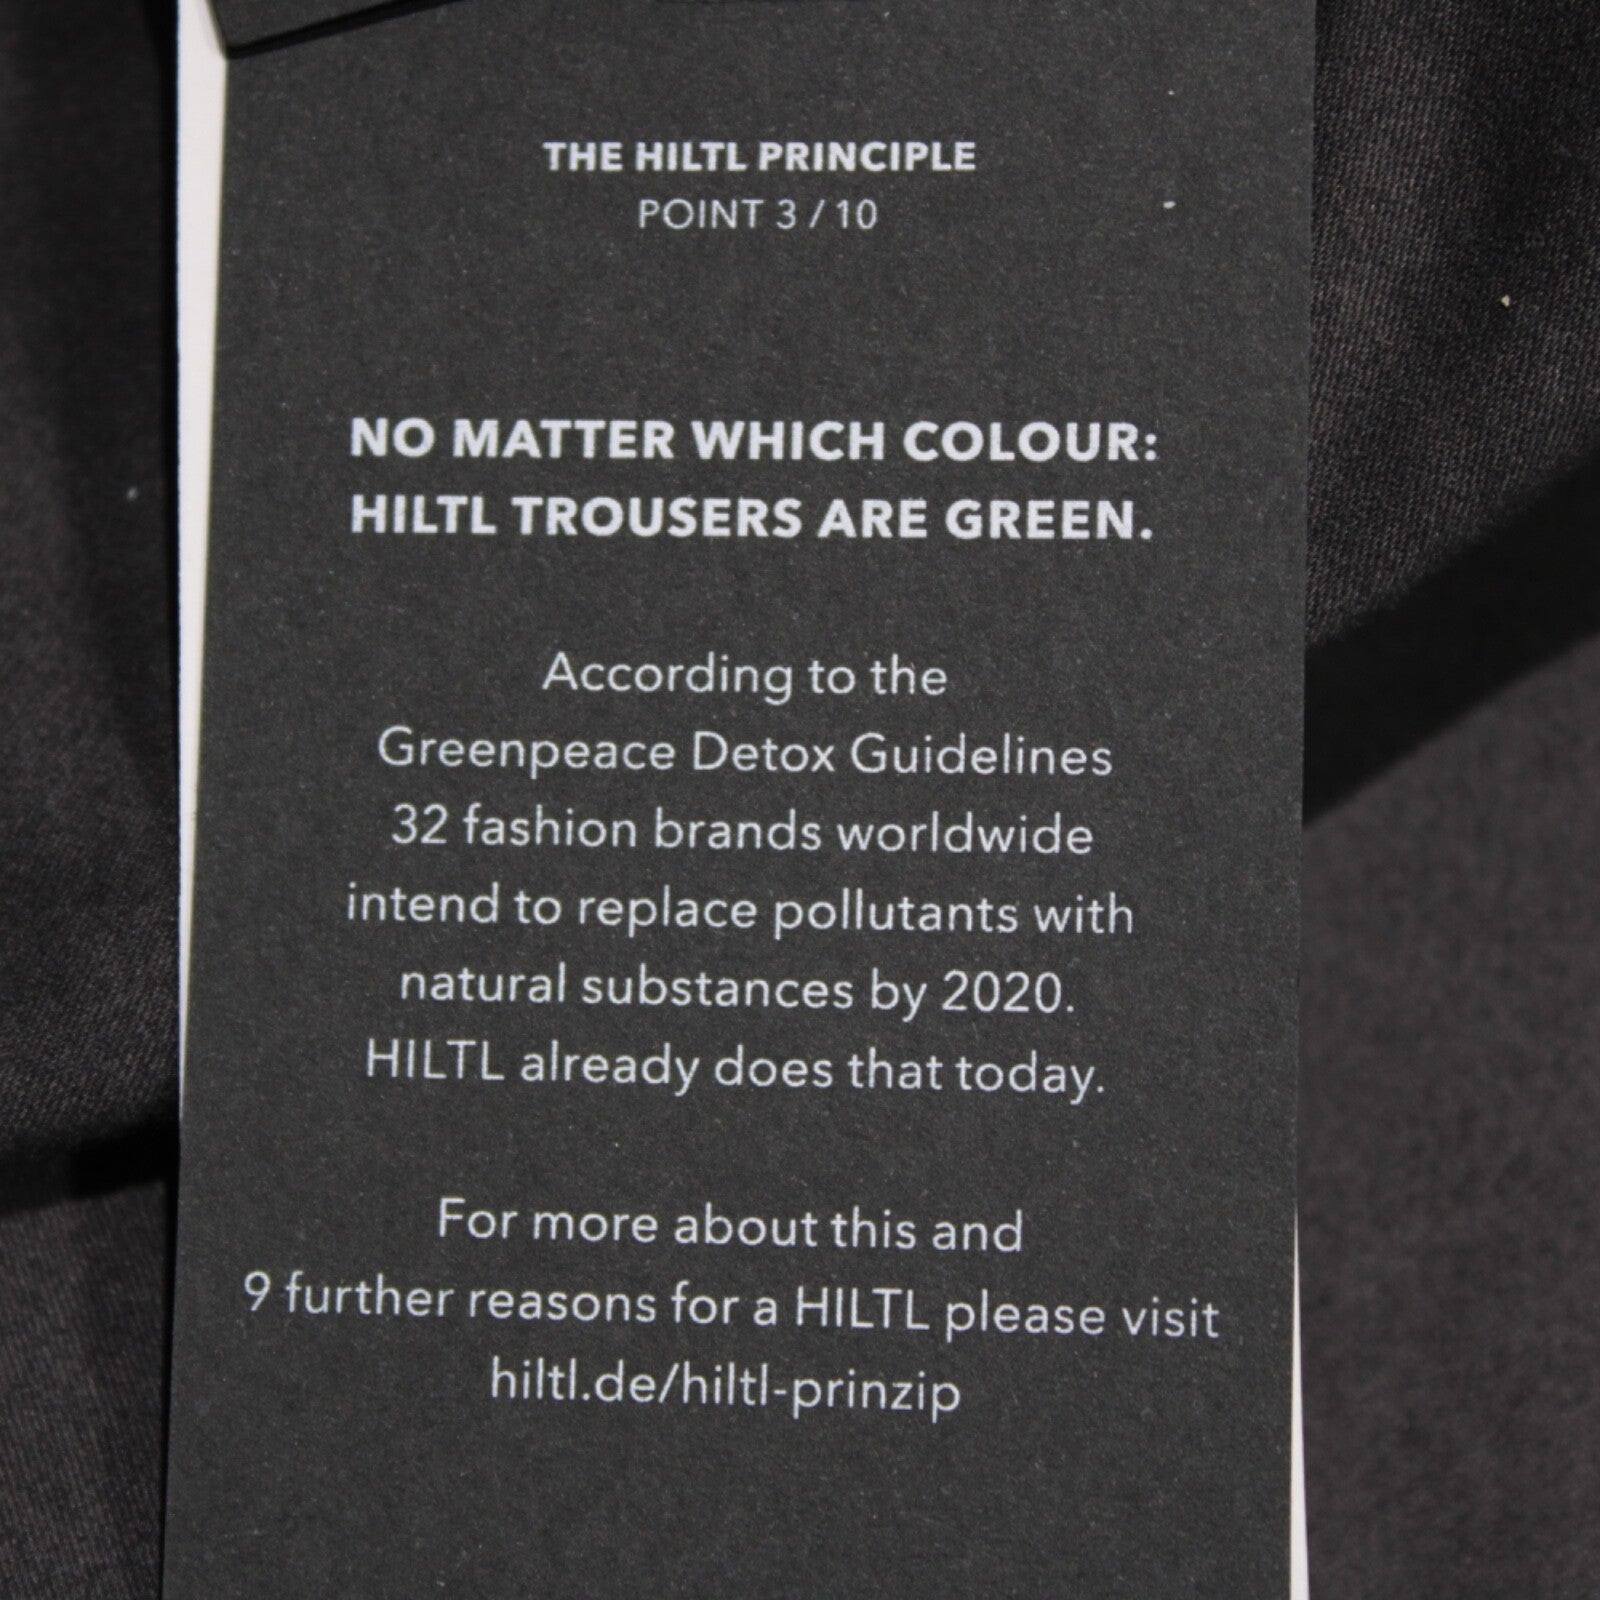 THE HILTL PRINCIPLE
POINT 3 / 10
NO MATTER WHICH COLOUR:
HILTL TROUSERS ARE GREEN.
According to the
Greenpeace Detox Guidelines
32 fashion brands worldwide
intend to replace pollutants with
natural substances by 2020.
HILTL already does that today.
For more about this and
9 further reasons for a HILTL please visit
hiltl.de/hiltl-prinzip